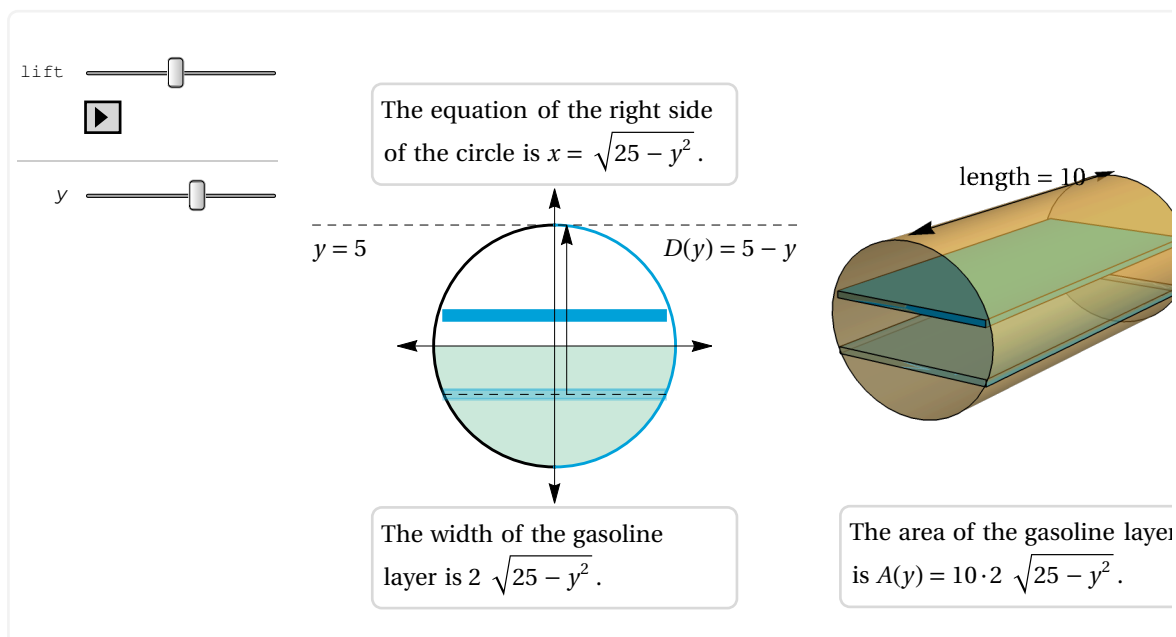 lift
The equation of the right side
of the circle is x = √(25 − y²).
y
length = 10
y = 5
D(y) = 5 − y
The width of the gasoline
layer is 2 √(25 − y²).
The area of the gasoline layer
is A(y) = 10·2 √(25 − y²).